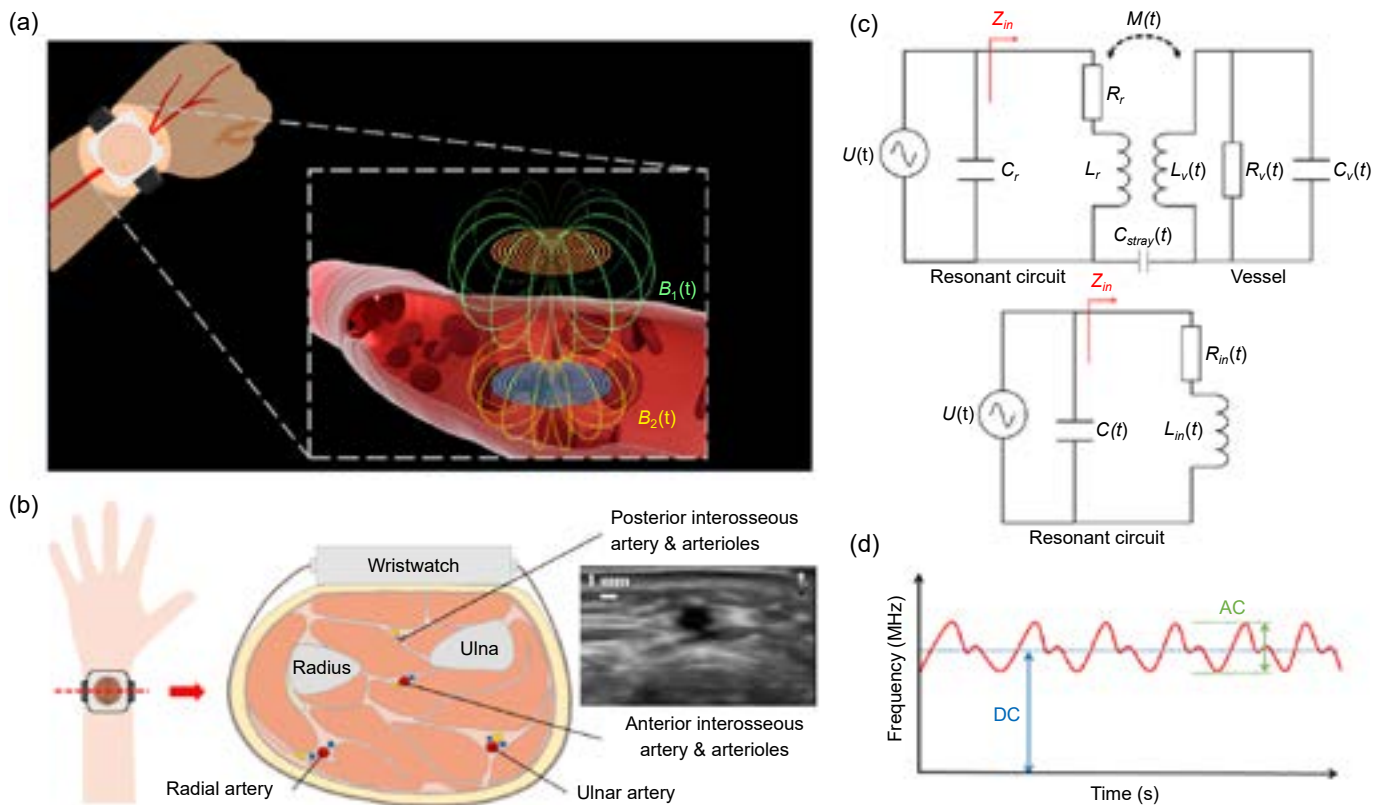 (a)
B₁(t)
B₂(t)
(b)
Posterior interosseous
artery & arterioles
Wristwatch
1 mm
Radius
Ulna
Anterior interosseous
artery & arterioles
Radial artery
Ulnar artery
(c)
Zin
M(t)
Rr
U(t)
Cr
Lr
Lv(t)
Rv(t)
Cv(t)
Cstray(t)
Resonant circuit
Vessel
Zin
Rin(t)
U(t)
C(t)
Lin(t)
Resonant circuit
(d)
Frequency (MHz)
AC
DC
Time (s)